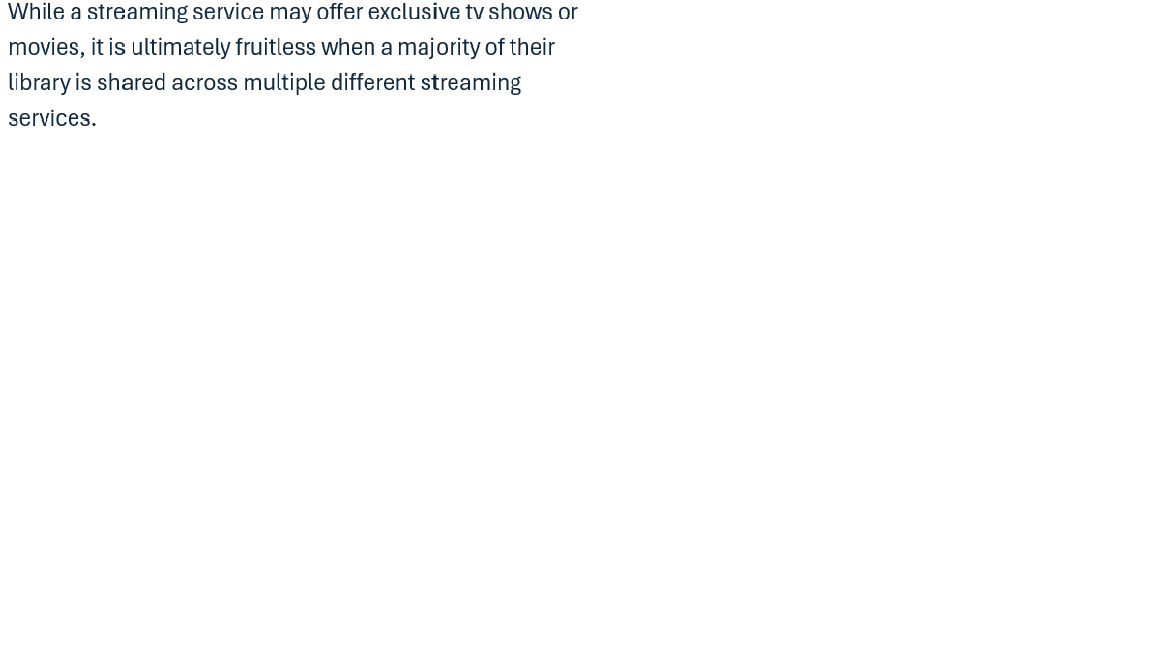 While a streaming service may offer exclusive tv shows or
movies, it is ultimately fruitless when a majority of their
library is shared across multiple different streaming
services.